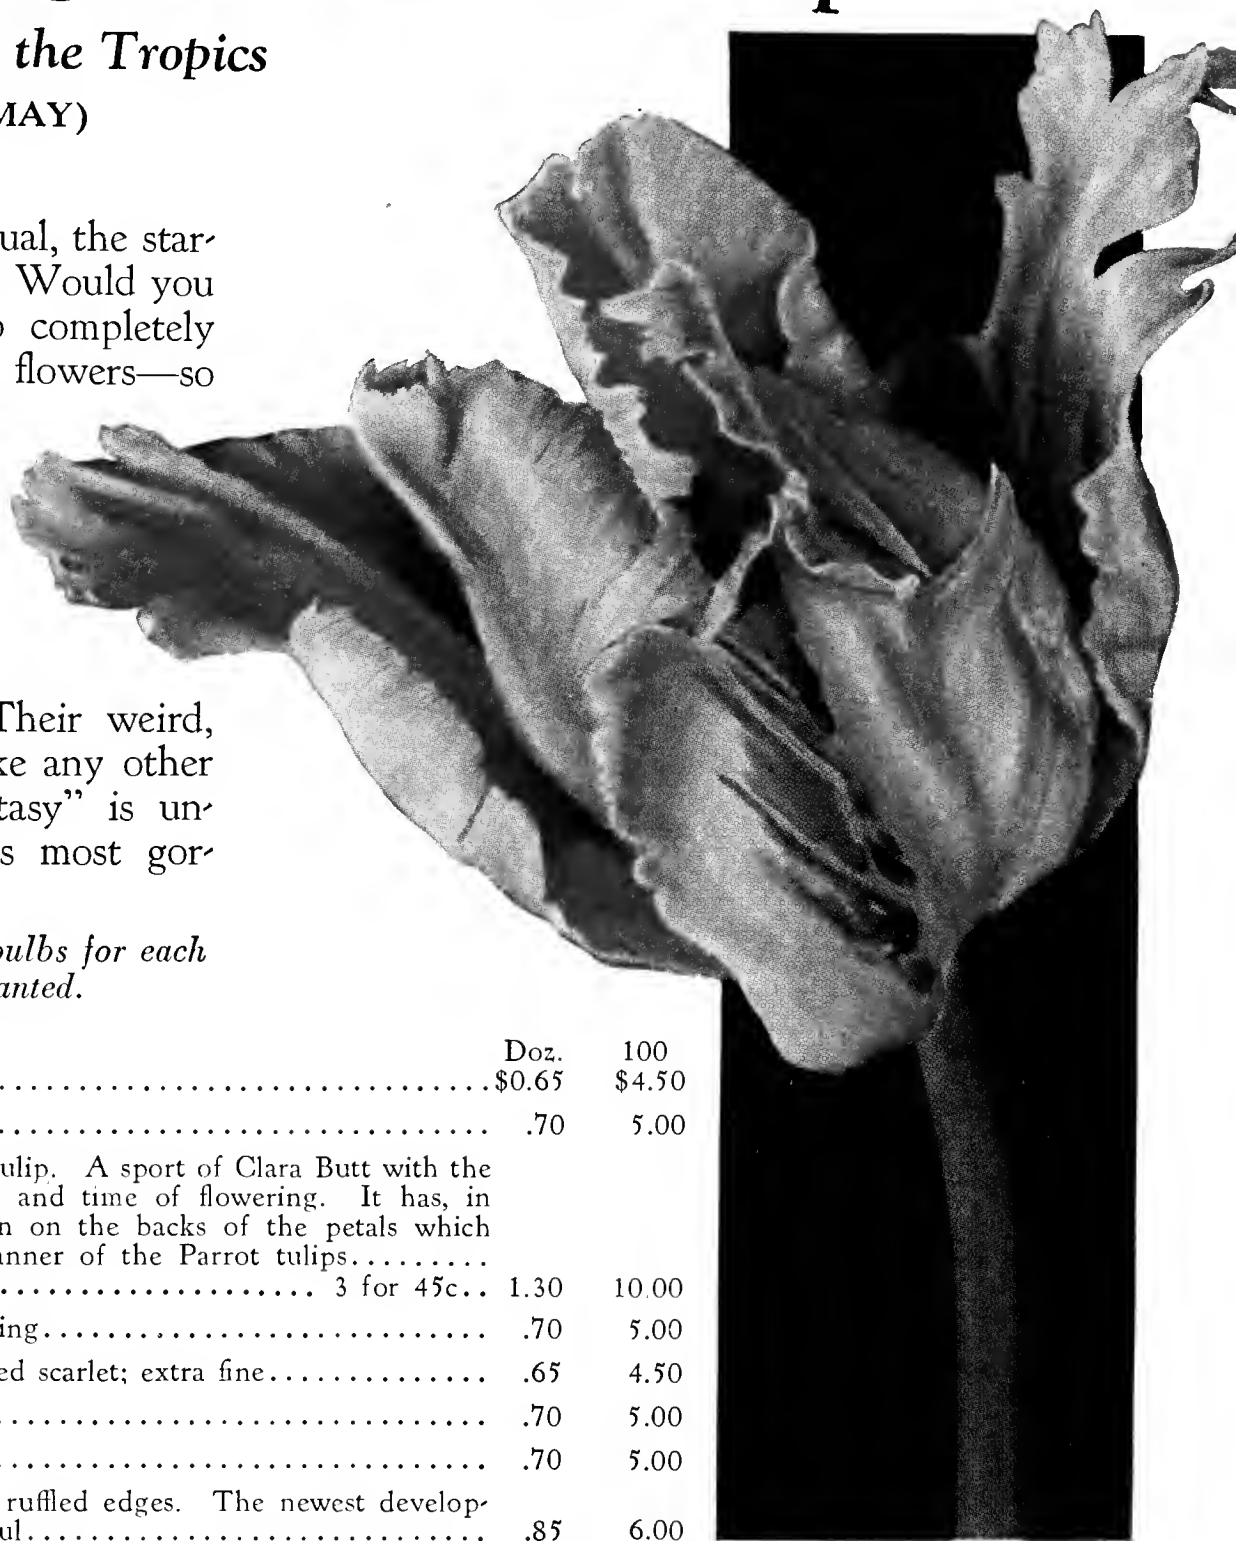 the Tropics
MAY)
ual, the star-
Would you
completely
flowers—so
Their weird,
ke any other
tasy” is un-
s most gor-
bulbs for each
anted.
Doz. 100
$0.65 $4.50
.70 5.00
ulip. A sport of Clara Butt with the
and time of flowering. It has, in
n on the backs of the petals which
anner of the Parrot tulips.........
3 for 45c.. 1.30 10.00
ing............................ .70 5.00
ed scarlet; extra fine.............. .65 4.50
.70 5.00
.70 5.00
ruffled edges. The newest develop-
ul............................. .85 6.00